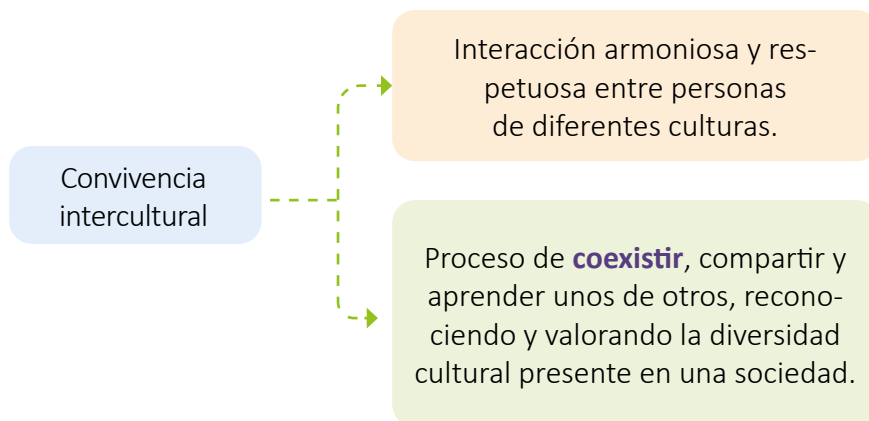 Convivencia
intercultural
Interacción armoniosa y res-
petuosa entre personas
de diferentes culturas.
Proceso de coexistir, compartir y
aprender unos de otros, recono-
ciendo y valorando la diversidad
cultural presente en una sociedad.